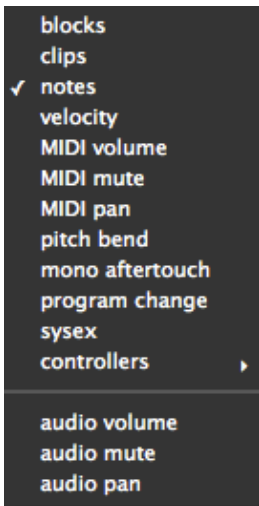 blocks
clips
✓ notes
velocity
MIDI volume
MIDI mute
MIDI pan
pitch bend
mono aftertouch
program change
sysex
controllers
audio volume
audio mute
audio pan